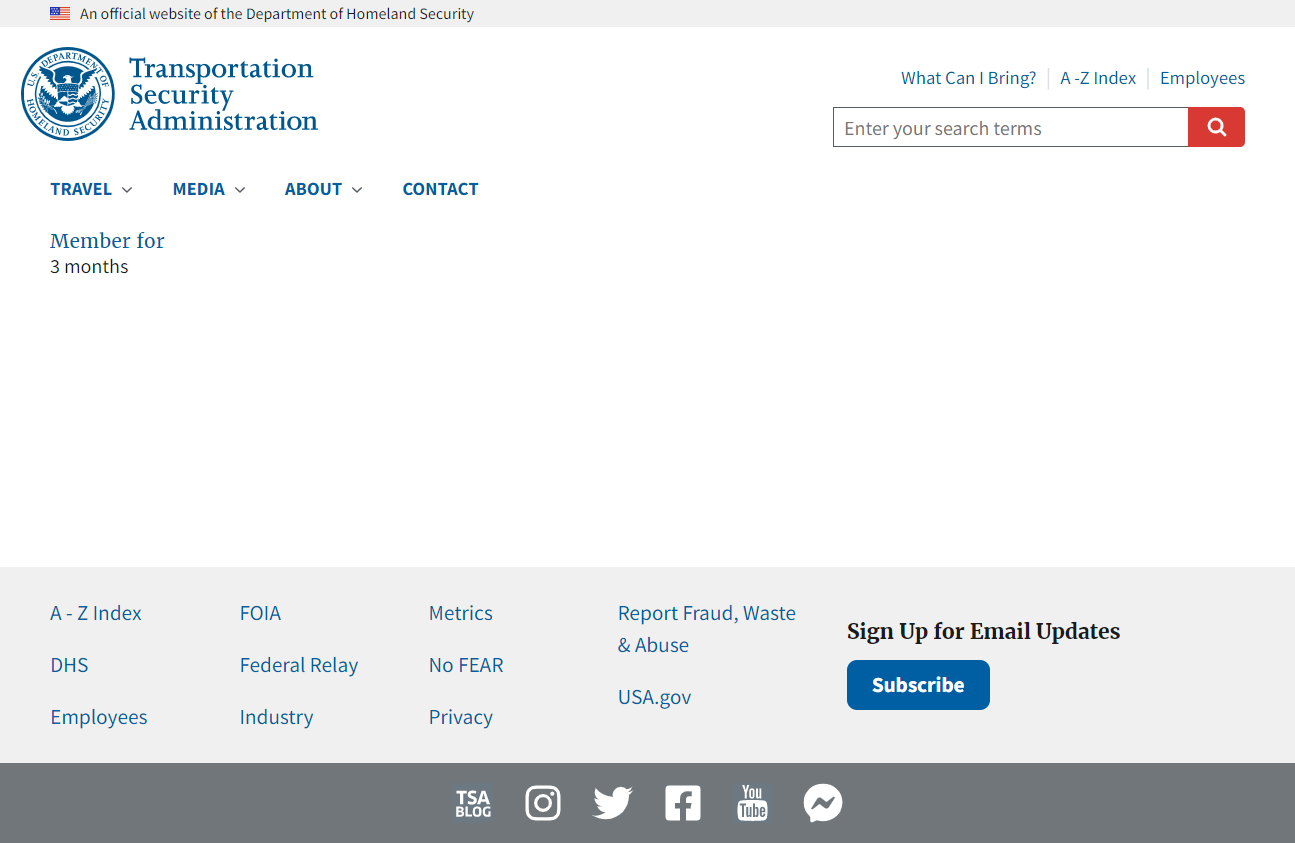 An official website of the Department of Homeland Security
U.S. DEPARTMENT OF HOMELAND SECURITY
Transportation
Security
Administration
What Can I Bring?
A -Z Index
Employees
Enter your search terms
TRAVEL
MEDIA
ABOUT
CONTACT
Member for
3 months
A - Z Index
DHS
Employees
FOIA
Federal Relay
Industry
Metrics
No FEAR
Privacy
Report Fraud, Waste
& Abuse
USA.gov
Sign Up for Email Updates
Subscribe
TSA
BLOG
You
Tube